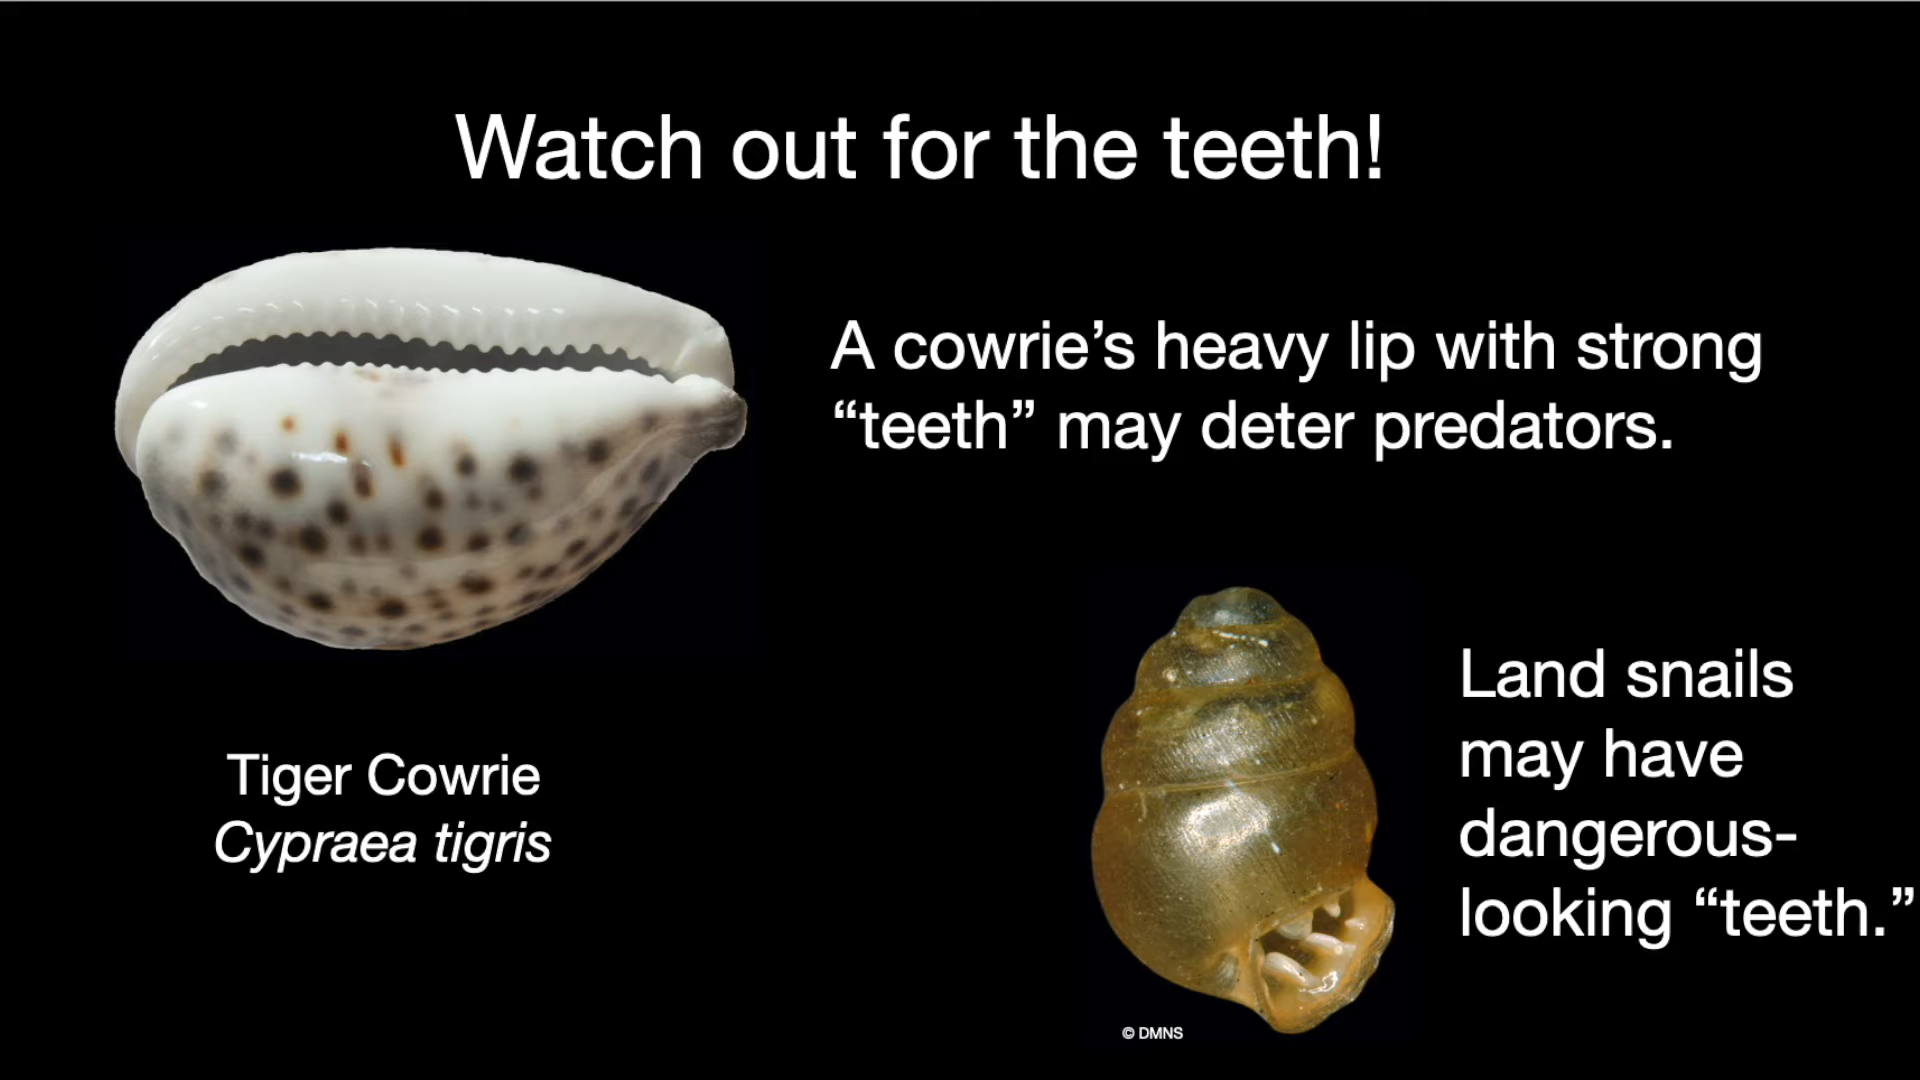 Watch out for the teeth!
A cowrie’s heavy lip with strong
“teeth” may deter predators.
Tiger Cowrie
Cypraea tigris
Land snails
may have
dangerous-
looking “teeth.”
© DMNS